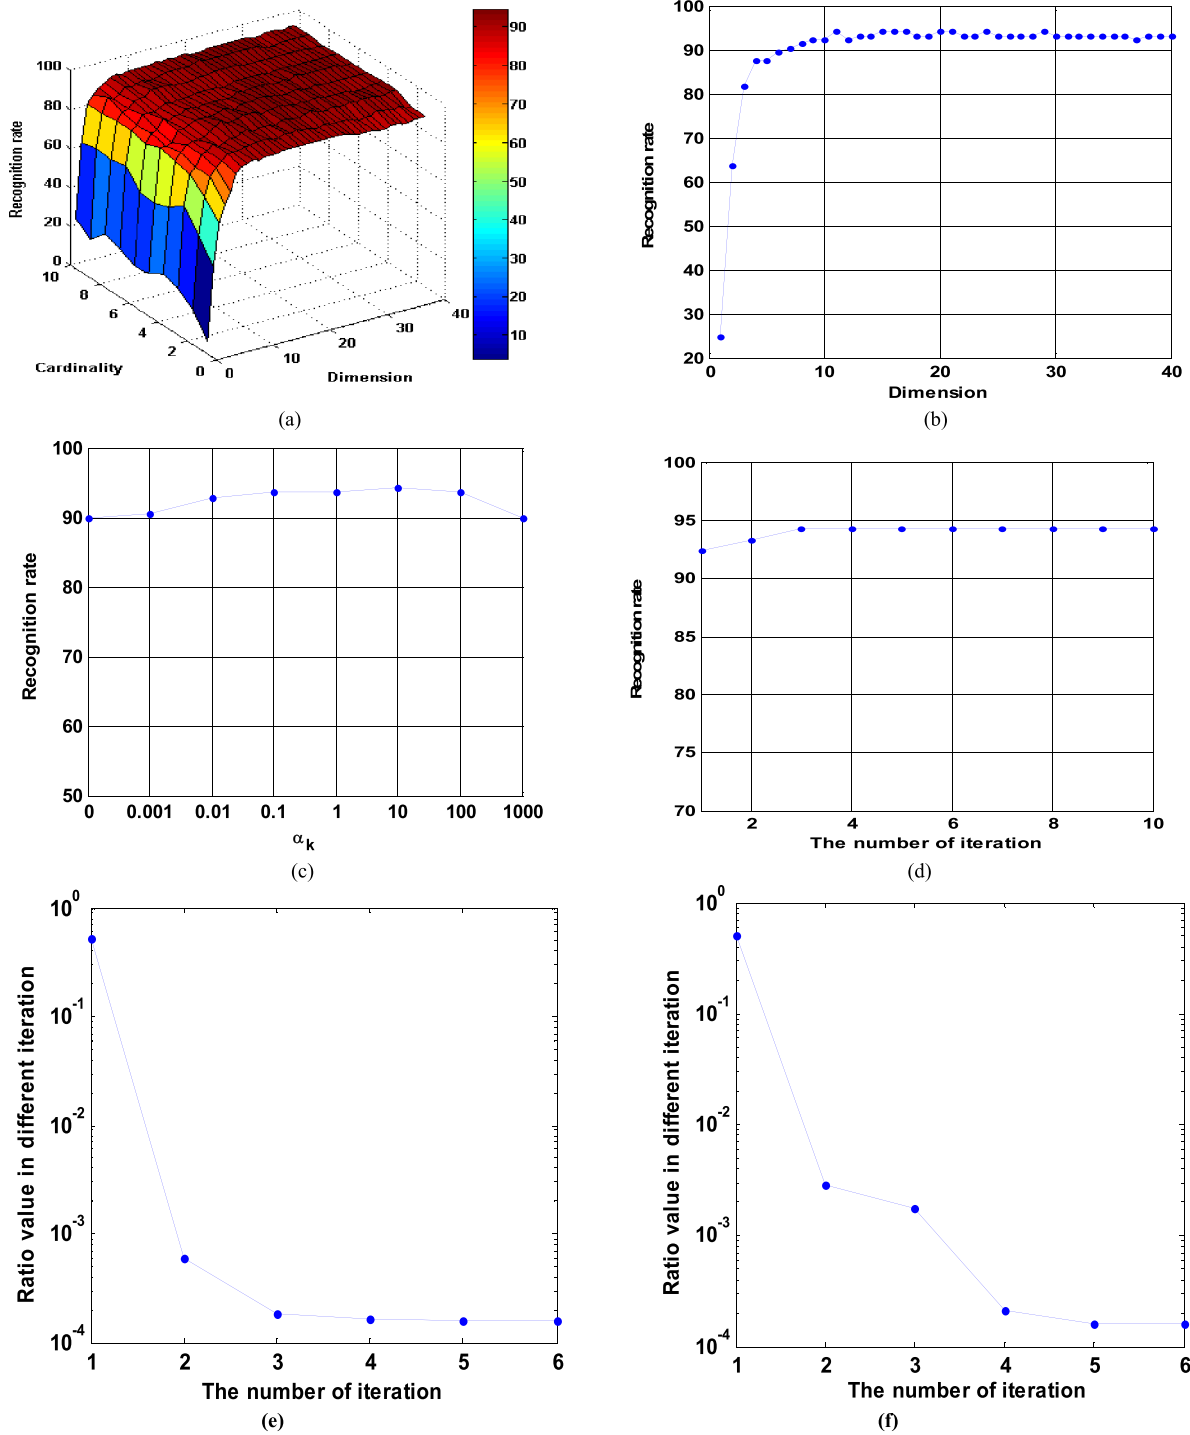 100
80
60
40
20
0
10
8
6
4
2
0
0
10
20
30
40
Recognition rate
Cardinality
Dimension
90
80
70
60
50
40
30
20
10
(a)
100
90
80
70
60
50
40
30
20
0
10
20
30
40
Recognition rate
Dimension
(b)
100
90
80
70
60
50
0 0.001 0.01 0.1 1 10 100 1000
Recognition rate
αk
(c)
100
95
90
85
80
75
70
2 4 6 8 10
Recognition rate
The number of iteration
(d)
10^0
10^-1
10^-2
10^-3
10^-4
1 2 3 4 5 6
Ratio value in different iteration
The number of iteration
(e)
10^0
10^-1
10^-2
10^-3
10^-4
1 2 3 4 5 6
Ratio value in different iteration
The number of iteration
(f)